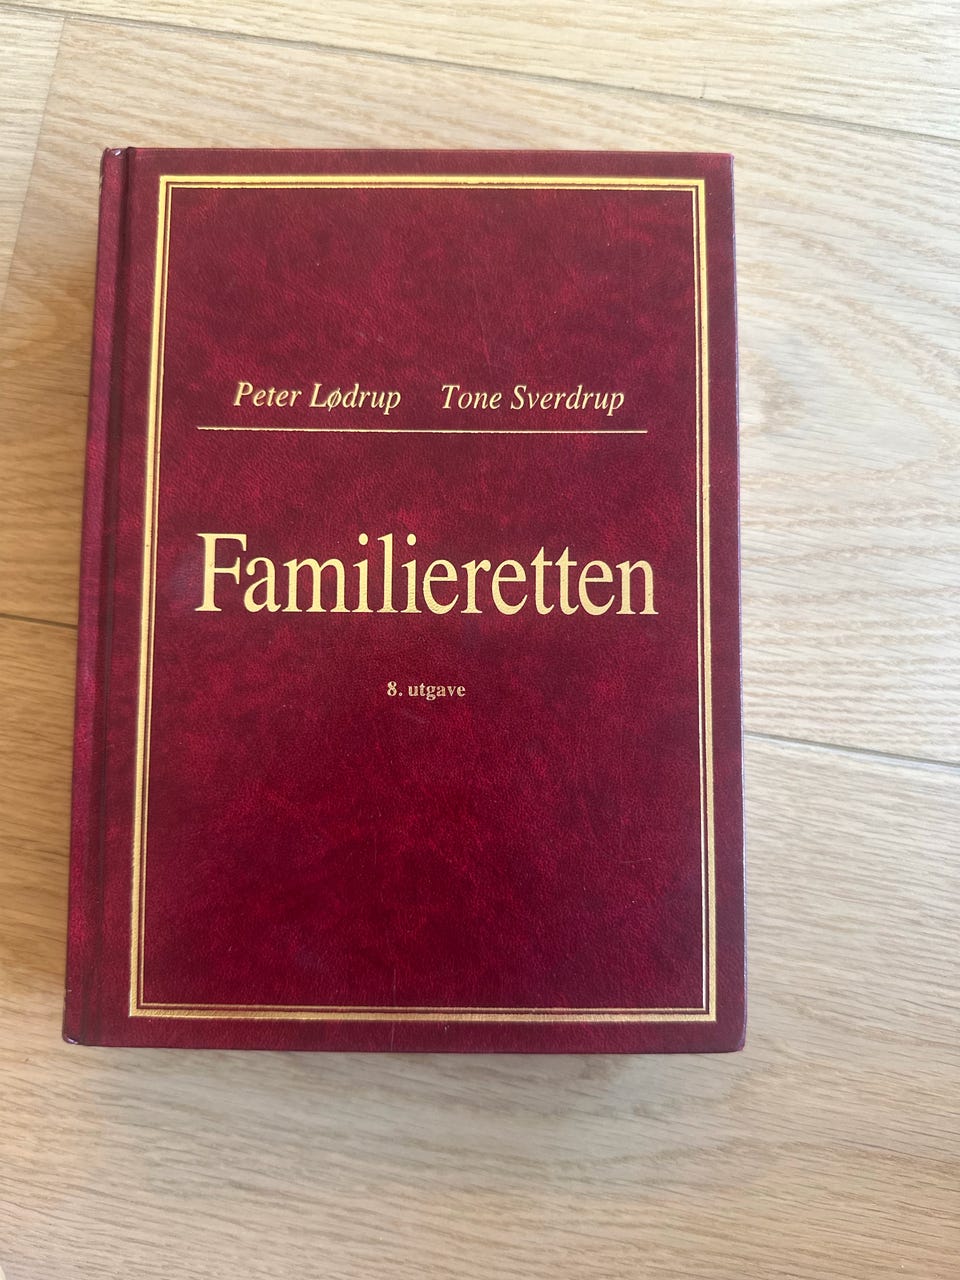 Peter Lødrup Tone Sverdrup
Familieretten
8. utgave